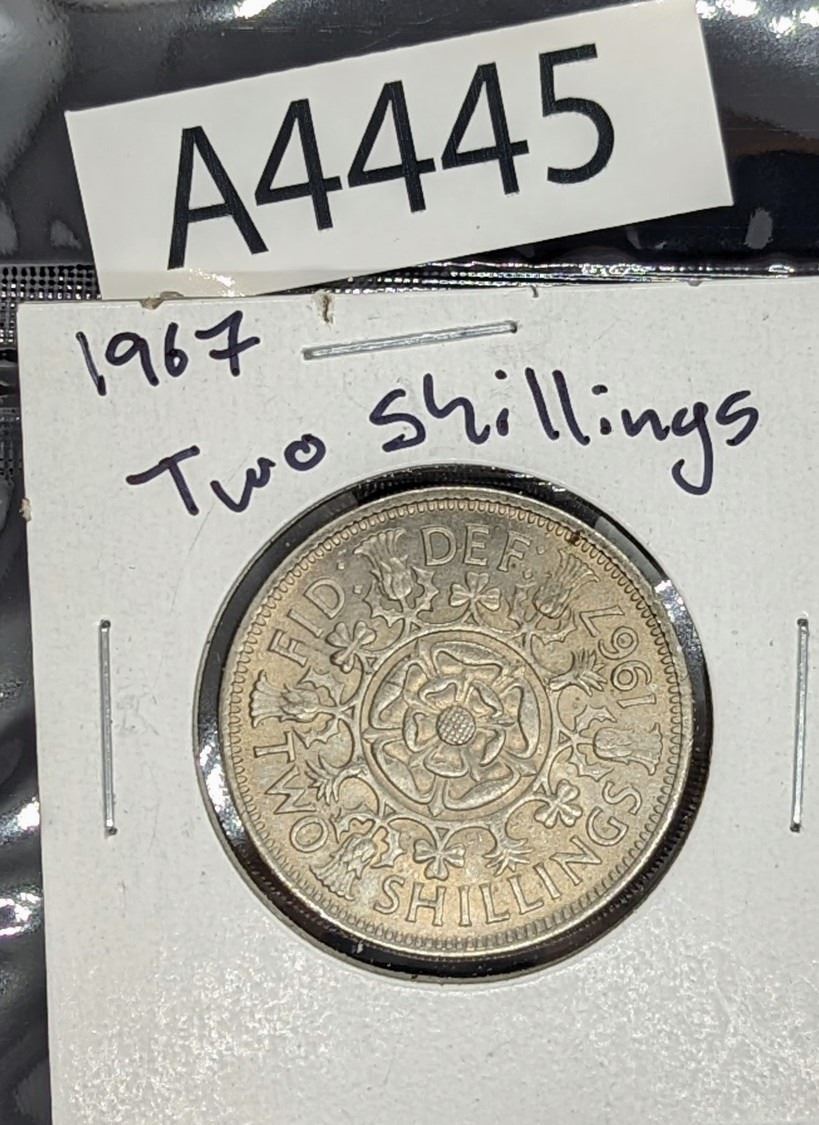 A4445
1967
Two Shillings
FID· DEF· 1967
TWO SHILLINGS